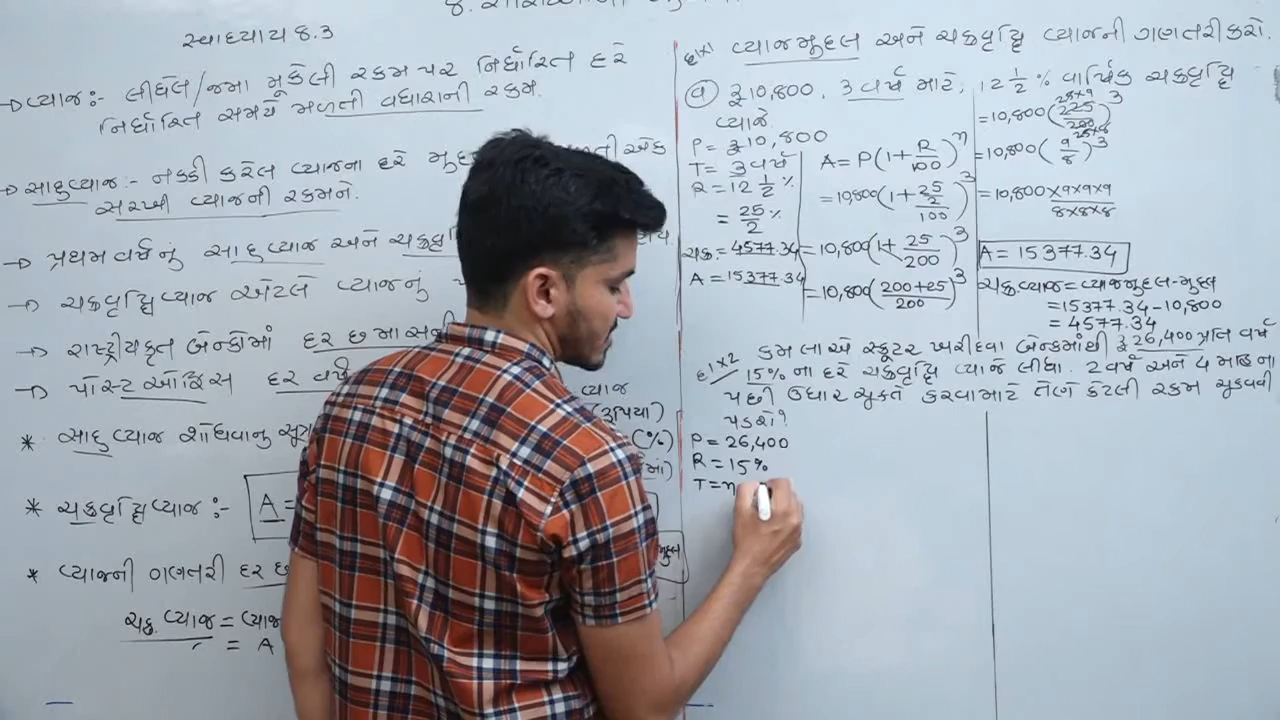 સ્વાધ્યાય 8.3
→ વ્યાજ :- લીધેલ/જમા મૂકેલી રકમ પર નિર્ધારિત દરે
નિર્ધારિત સમયે મળતી વધારાની રકમ.
→ સાદુવ્યાજ :- નક્કી કરેલ વ્યાજના દરે
સરખી વ્યાજની રકમને.
→ પ્રથમ વર્ષનું સાદુ વ્યાજ અને
→ ચક્રવૃદ્ધિ વ્યાજ એટલે વ્યાજનું
→ રાષ્ટ્રીયકૃત બેન્કોમાં દર છ માસની
→ પોસ્ટ ઓફિસ દર વર્ષે
વ્યાજ
* સાદુ વ્યાજ શોધવાનુ સૂત્ર (રૂપિયા)
(%)
* ચક્રવૃદ્ધિ વ્યાજ :- A =
* વ્યાજની ગણતરી દર છ
ચક્ર. વ્યાજ =
= A
દા.1 વ્યાજમુદ્દલ અને ચક્રવૃદ્ધિ વ્યાજની ગણતરી કરો.
(a) ₹10,800, 3 વર્ષ માટે, 12 1/2 % વાર્ષિક ચક્રવૃદ્ધિ
વ્યાજે.
P = ₹10,800
T = 3 વર્ષ
R = 12 1/2 %
= 25/2 %
ચક્ર = 4577.34
A = 15377.34
A = P(1+R/100)^n
= 10,800(1+25/2/100)^3
= 10,800(1+25/200)^3
= 10,800(200+25/200)^3
= 10,800(225/200)^3
= 10,800(9/8)^3
= 10,800×9×9×9/8×8×8
A = 15377.34
ચક્રવ્યાજ = વ્યાજમુદ્દલ - મુદ્દલ
= 15377.34 - 10,800
= 4577.34
દા.2 કમલાએ સ્કૂટર ખરીદવા બેન્કમાંથી ₹ 26,400 પ્રતિ વર્ષ
15% ના દરે ચક્રવૃદ્ધિ વ્યાજે લીધા. 2 વર્ષ અને 4 માસ ના
પછી ઉધાર ચૂકતે કરવા માટે તેણે કેટલી રકમ ચૂકવવી
પડશે?
P = 26,400
R = 15%
T = n